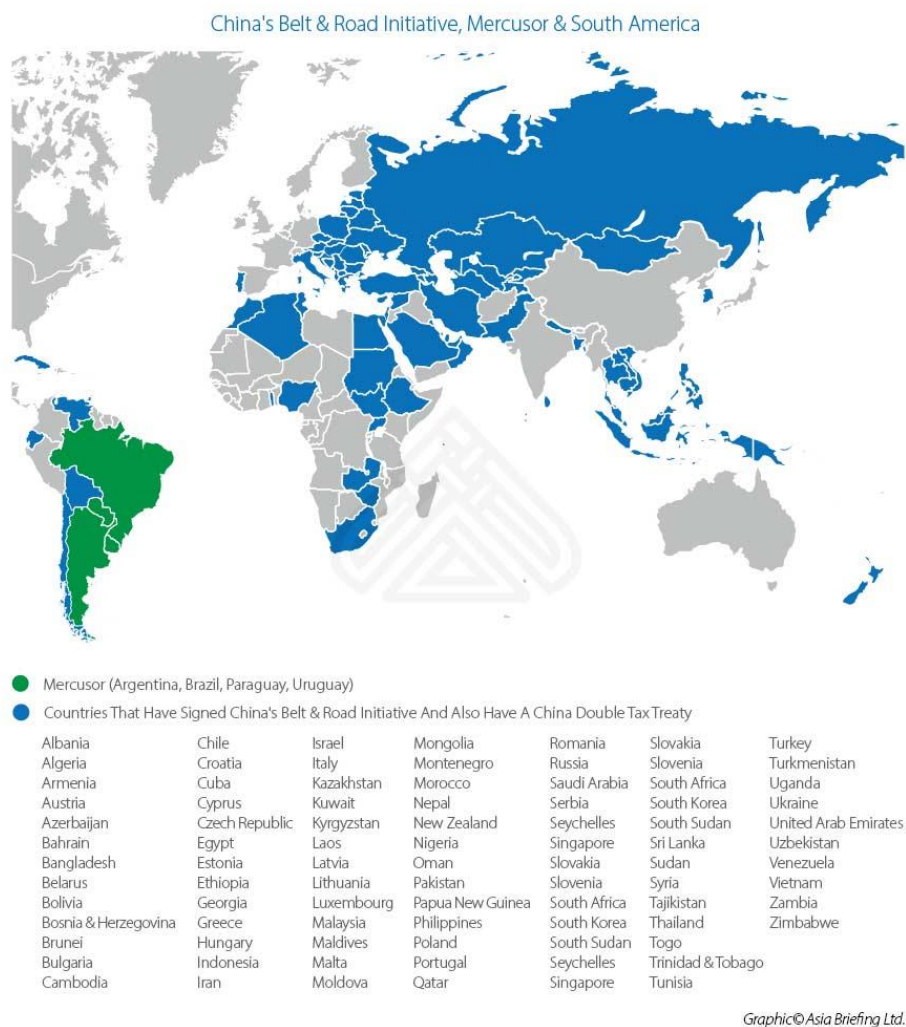 China's Belt & Road Initiative, Mercusor & South America
Mercusor (Argentina, Brazil, Paraguay, Uruguay)
Countries That Have Signed China's Belt & Road Initiative And Also Have A China Double Tax Treaty
Albania
Algeria
Armenia
Austria
Azerbaijan
Bahrain
Bangladesh
Belarus
Bolivia
Bosnia & Herzegovina
Brunei
Bulgaria
Cambodia
Chile
Croatia
Cuba
Cyprus
Czech Republic
Egypt
Estonia
Ethiopia
Georgia
Greece
Hungary
Indonesia
Iran
Israel
Italy
Kazakhstan
Kuwait
Kyrgyzstan
Laos
Latvia
Lithuania
Luxembourg
Malaysia
Maldives
Malta
Moldova
Mongolia
Montenegro
Morocco
Nepal
New Zealand
Nigeria
Oman
Pakistan
Papua New Guinea
Philippines
Poland
Portugal
Qatar
Romania
Russia
Saudi Arabia
Serbia
Seychelles
Singapore
Slovakia
Slovenia
South Africa
South Korea
South Sudan
Seychelles
Singapore
Slovakia
Slovenia
South Africa
South Korea
South Sudan
Sri Lanka
Sudan
Syria
Tajikistan
Thailand
Togo
Trinidad & Tobago
Tunisia
Turkey
Turkmenistan
Uganda
Ukraine
United Arab Emirates
Uzbekistan
Venezuela
Vietnam
Zambia
Zimbabwe
Graphic© Asia Briefing Ltd.